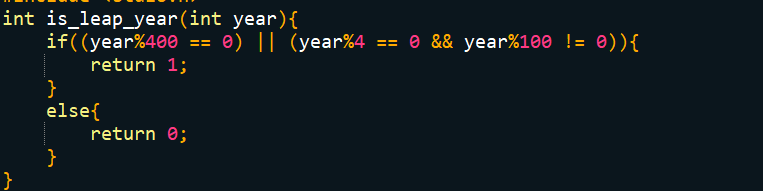 int is_leap_year(int year){
    if((year%400 == 0) || (year%4 == 0 && year%100 != 0)){
        return 1;
    }
    else{
        return 0;
    }
}